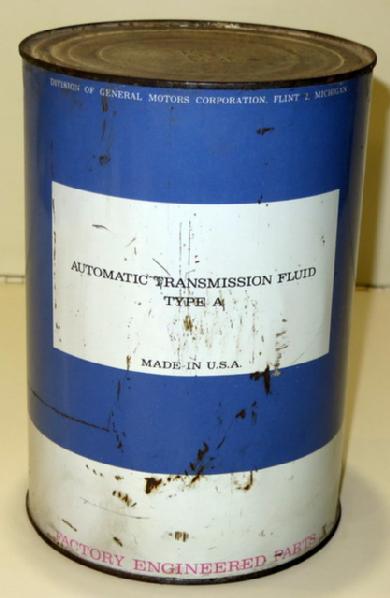 DIVISION OF GENERAL MOTORS CORPORATION, FLINT 2, MICHIGAN
AUTOMATIC TRANSMISSION FLUID
TYPE A
MADE IN U.S.A.
FACTORY ENGINEERED PARTS